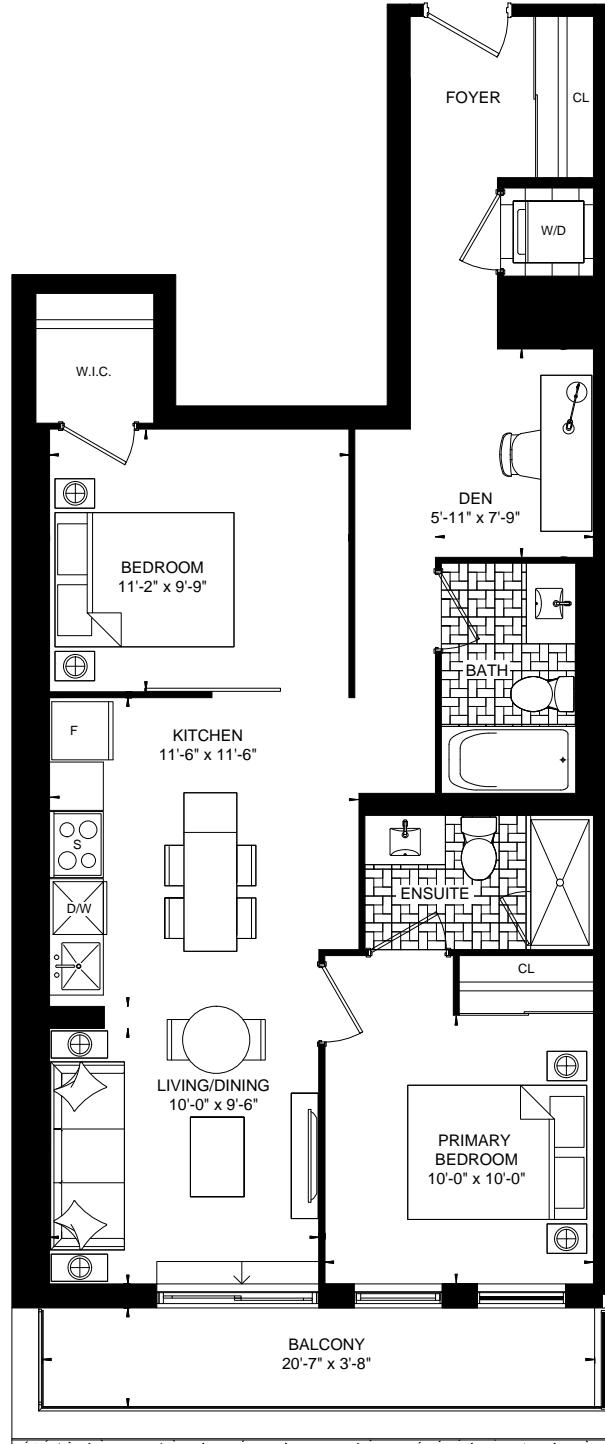 FOYER
CL
W/D
W.I.C.
DEN
5'-11" x 7'-9"
BEDROOM
11'-2" x 9'-9"
BATH
F
KITCHEN
11'-6" x 11'-6"
S
D/W
ENSUITE
CL
LIVING/DINING
10'-0" x 9'-6"
PRIMARY
BEDROOM
10'-0" x 10'-0"
BALCONY
20'-7" x 3'-8"